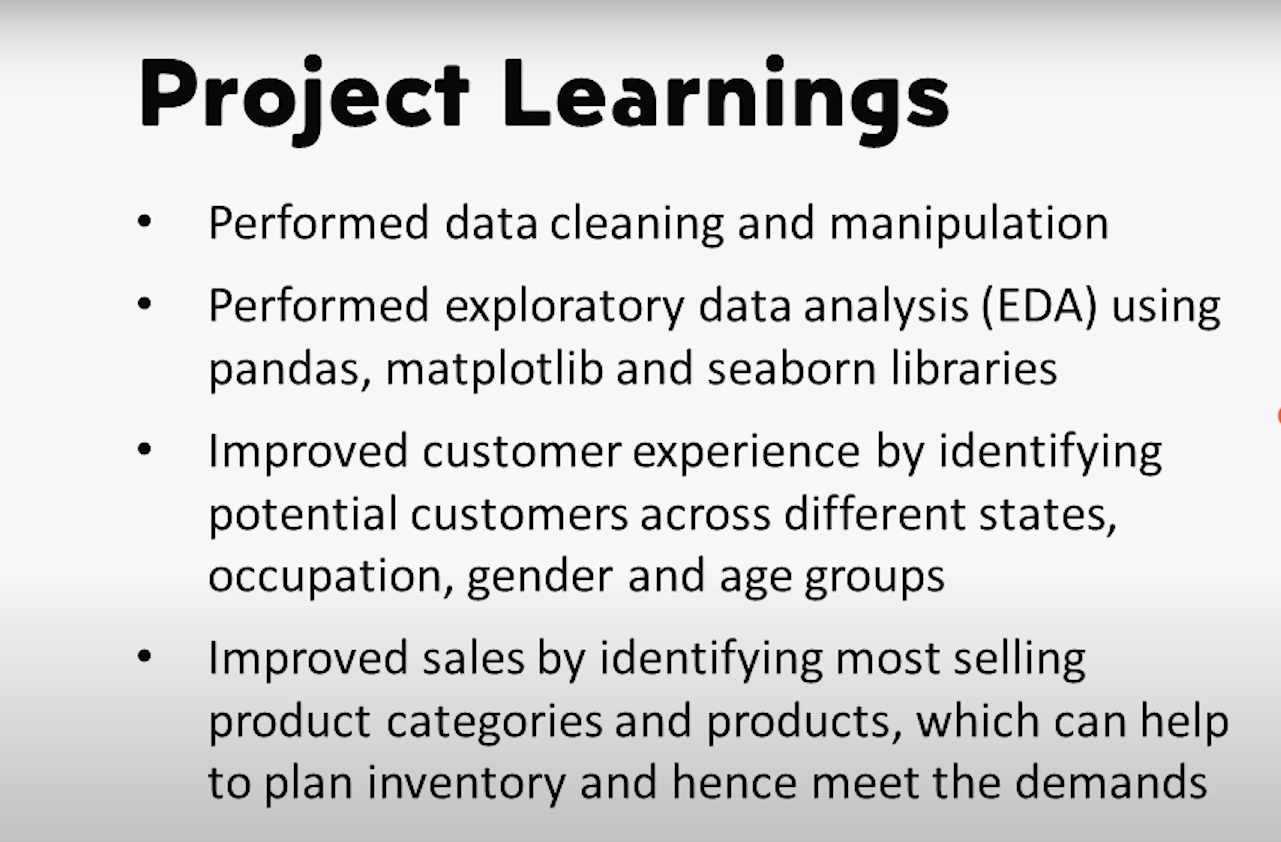 Project Learnings
• Performed data cleaning and manipulation
• Performed exploratory data analysis (EDA) using
pandas, matplotlib and seaborn libraries
• Improved customer experience by identifying
potential customers across different states,
occupation, gender and age groups
• Improved sales by identifying most selling
product categories and products, which can help
to plan inventory and hence meet the demands